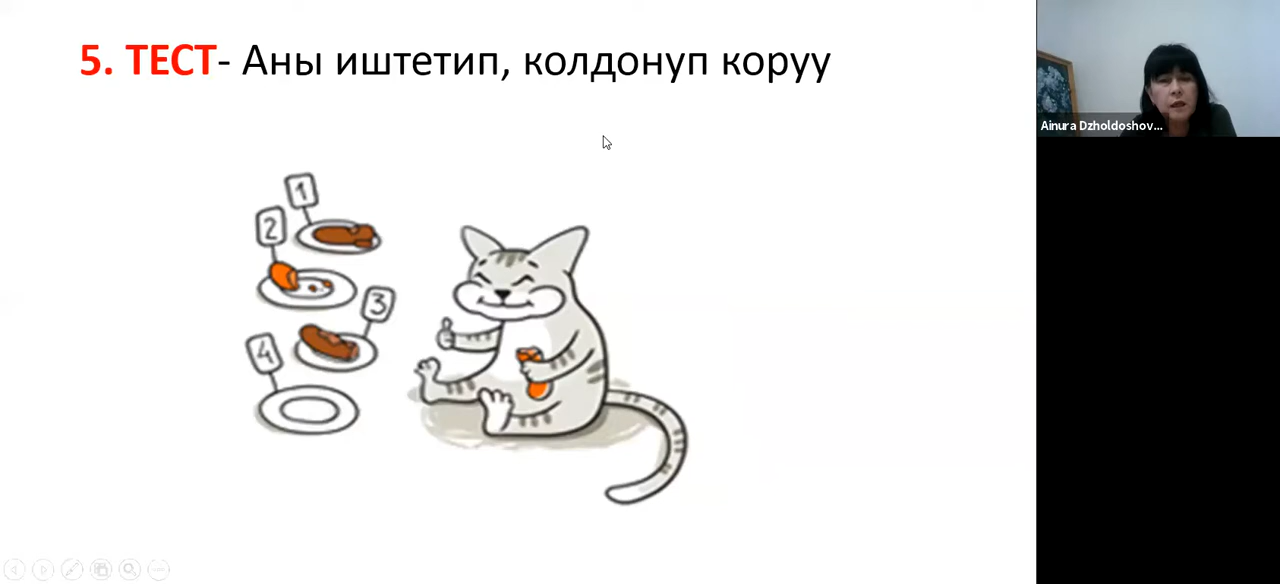 5. ТЕСТ- Аны иштетип, колдонуп коруу
Ainura Dzholdoshov...
1
2
3
4